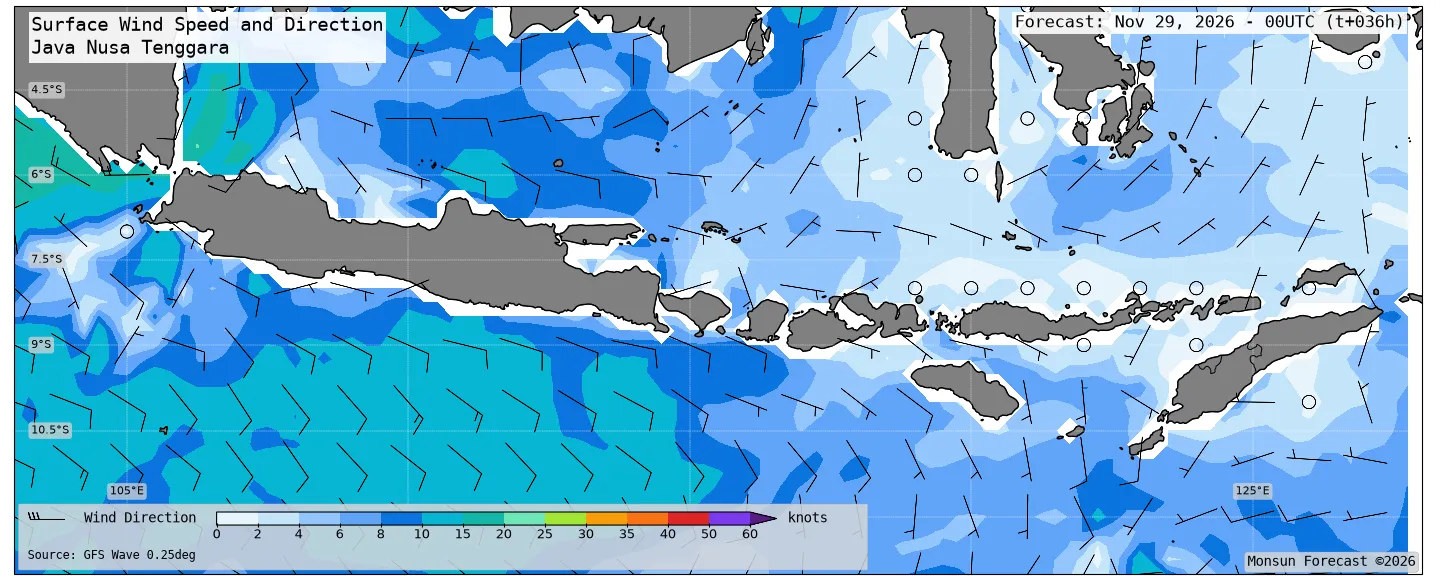 Surface Wind Speed and Direction
Java Nusa Tenggara
Forecast: Nov 29, 2026 - 00UTC (t+036h)
4.5°S
6°S
7.5°S
9°S
10.5°S
105°E
125°E
Wind Direction
0 2 4 6 8 10 15 20 25 30 35 40 50 60
knots
Source: GFS Wave 0.25deg
Monsun Forecast ©2026